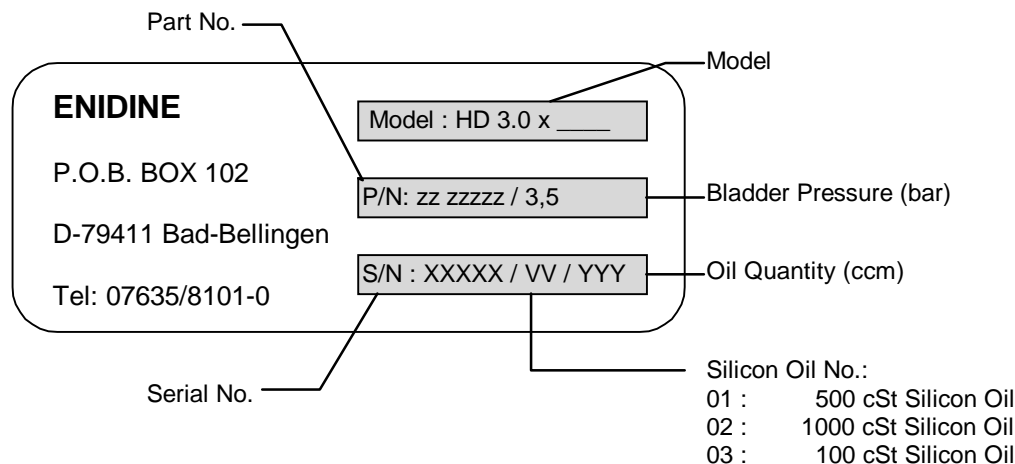 Part No.
Model
ENIDINE
Model : HD 3.0 x ____
P.O.B. BOX 102
P/N: zz zzzzz / 3,5
Bladder Pressure (bar)
D-79411 Bad-Bellingen
S/N : XXXXX / VV / YYY
Oil Quantity (ccm)
Tel: 07635/8101-0
Serial No.
Silicon Oil No.:
01 : 500 cSt Silicon Oil
02 : 1000 cSt Silicon Oil
03 : 100 cSt Silicon Oil